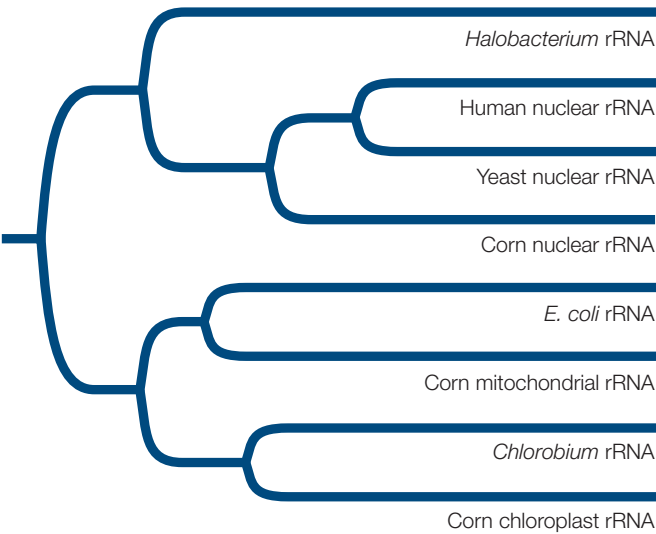 Halobacterium rRNA
Human nuclear rRNA
Yeast nuclear rRNA
Corn nuclear rRNA
E. coli rRNA
Corn mitochondrial rRNA
Chlorobium rRNA
Corn chloroplast rRNA